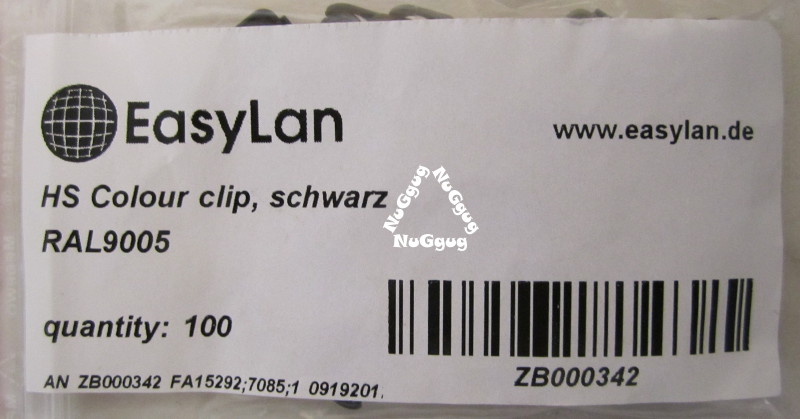 EasyLan
www.easylan.de
HS Colour clip, schwarz
RAL9005
NuGgug
NuGgug
NuGgug
quantity: 100
ZB000342
AN ZB000342 FA15292;7085;1 0919201